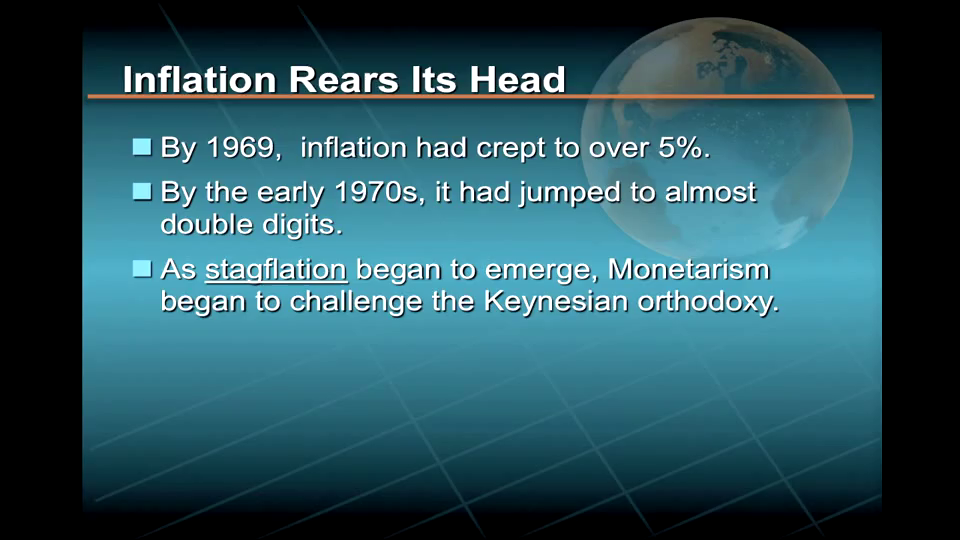 Inflation Rears Its Head
By 1969,  inflation had crept to over 5%.
By the early 1970s, it had jumped to almost
double digits.
As stagflation began to emerge, Monetarism
began to challenge the Keynesian orthodoxy.